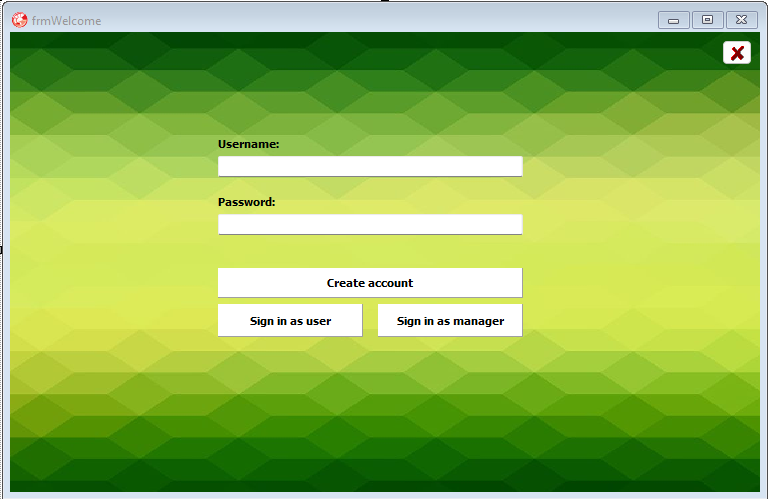 frmWelcome
Username:
Password:
Create account
Sign in as user
Sign in as manager